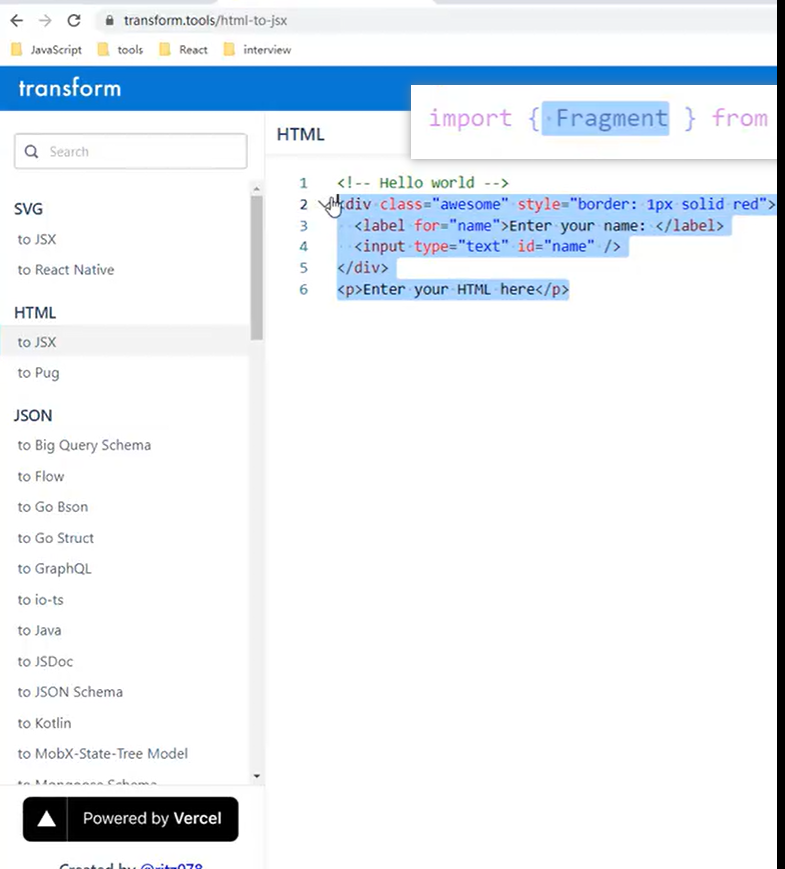 transform.tools/html-to-jsx
JavaScript tools React interview
transform
import { Fragment } from
Search
HTML
SVG
to JSX
to React Native
HTML
to JSX
to Pug
JSON
to Big Query Schema
to Flow
to Go Bson
to Go Struct
to GraphQL
to io-ts
to Java
to JSDoc
to JSON Schema
to Kotlin
to MobX-State-Tree Model
to Mongoose Schema
Powered by Vercel
Created by @ritz078
1 <!-- Hello world -->
2 <div class="awesome" style="border: 1px solid red">
3 <label for="name">Enter your name: </label>
4 <input type="text" id="name" />
5 </div>
6 <p>Enter your HTML here</p>